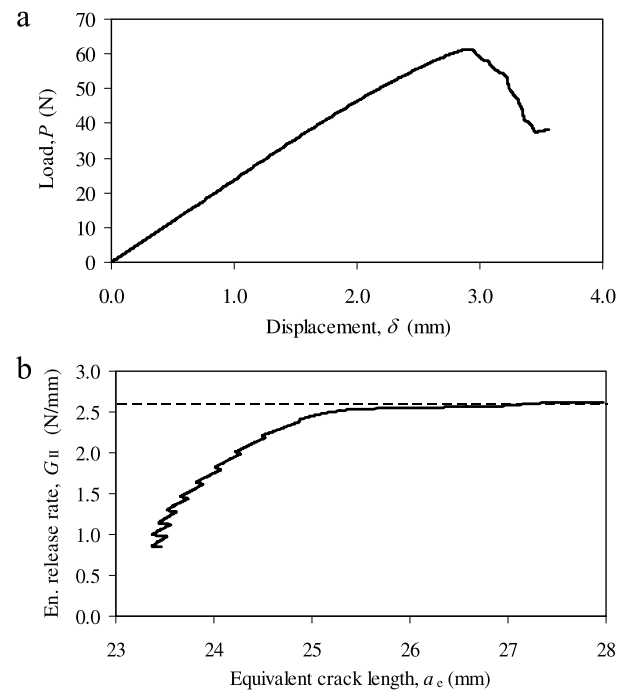 a
70
60
50
40
30
20
10
0
Load, P (N)
0.0 1.0 2.0 3.0 4.0
Displacement, δ (mm)
b
3.0
2.5
2.0
1.5
1.0
0.5
0.0
En. release rate, G II (N/mm)
23 24 25 26 27 28
Equivalent crack length, a e (mm)